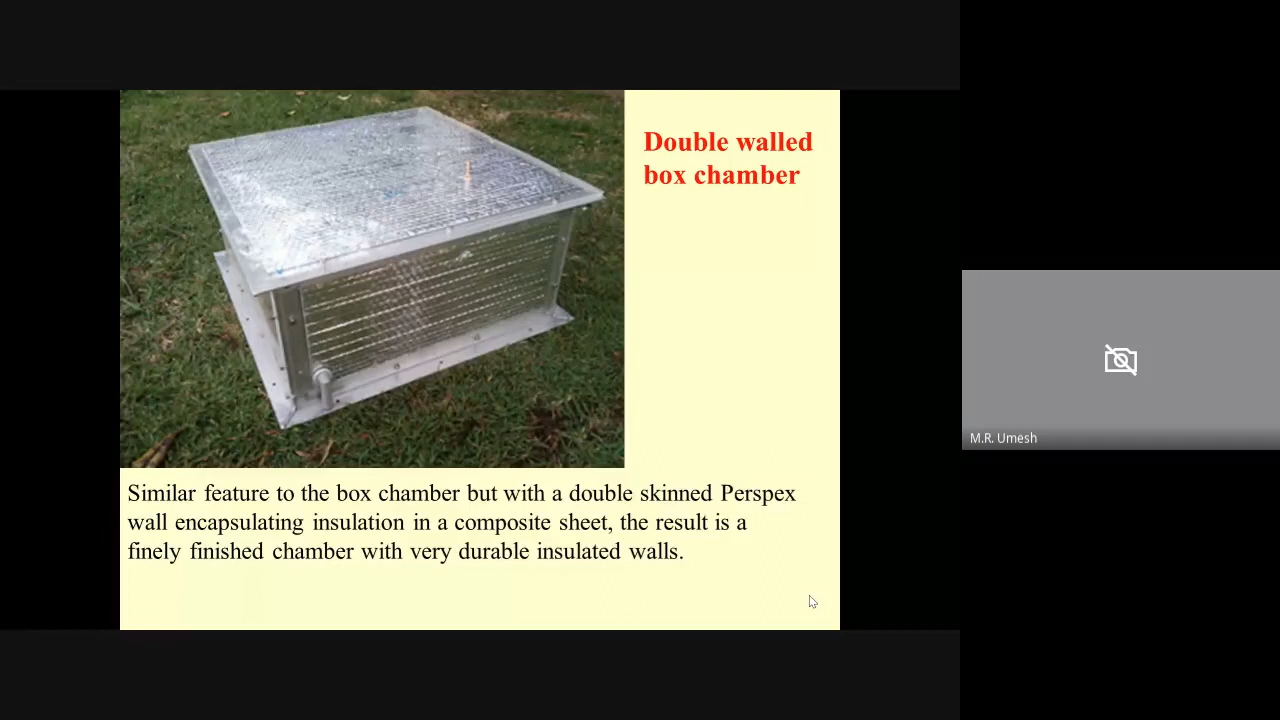 Double walled
box chamber
Similar feature to the box chamber but with a double skinned Perspex
wall encapsulating insulation in a composite sheet, the result is a
finely finished chamber with very durable insulated walls.
M.R. Umesh